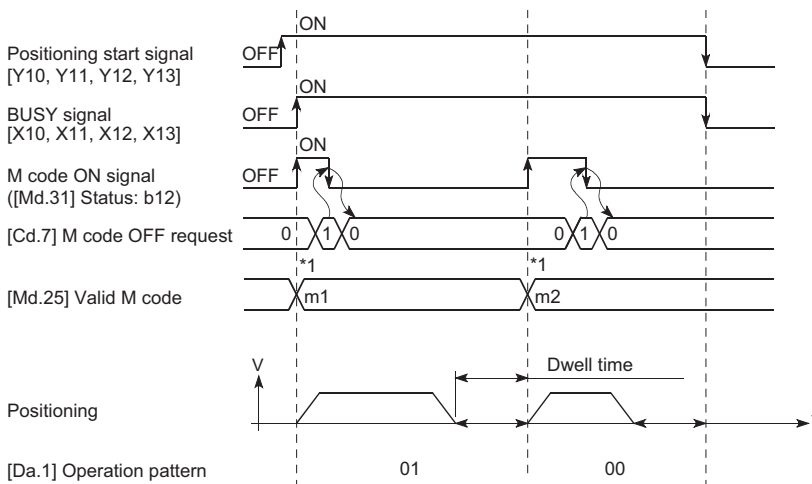 ON
Positioning start signal OFF
[Y10, Y11, Y12, Y13]
ON
BUSY signal OFF
[X10, X11, X12, X13]
ON
M code ON signal OFF
([Md.31] Status: b12)
[Cd.7] M code OFF request 0 1 0 0 1 0
*1 *1
[Md.25] Valid M code m1 m2
V Dwell time
Positioning
[Da.1] Operation pattern 01 00